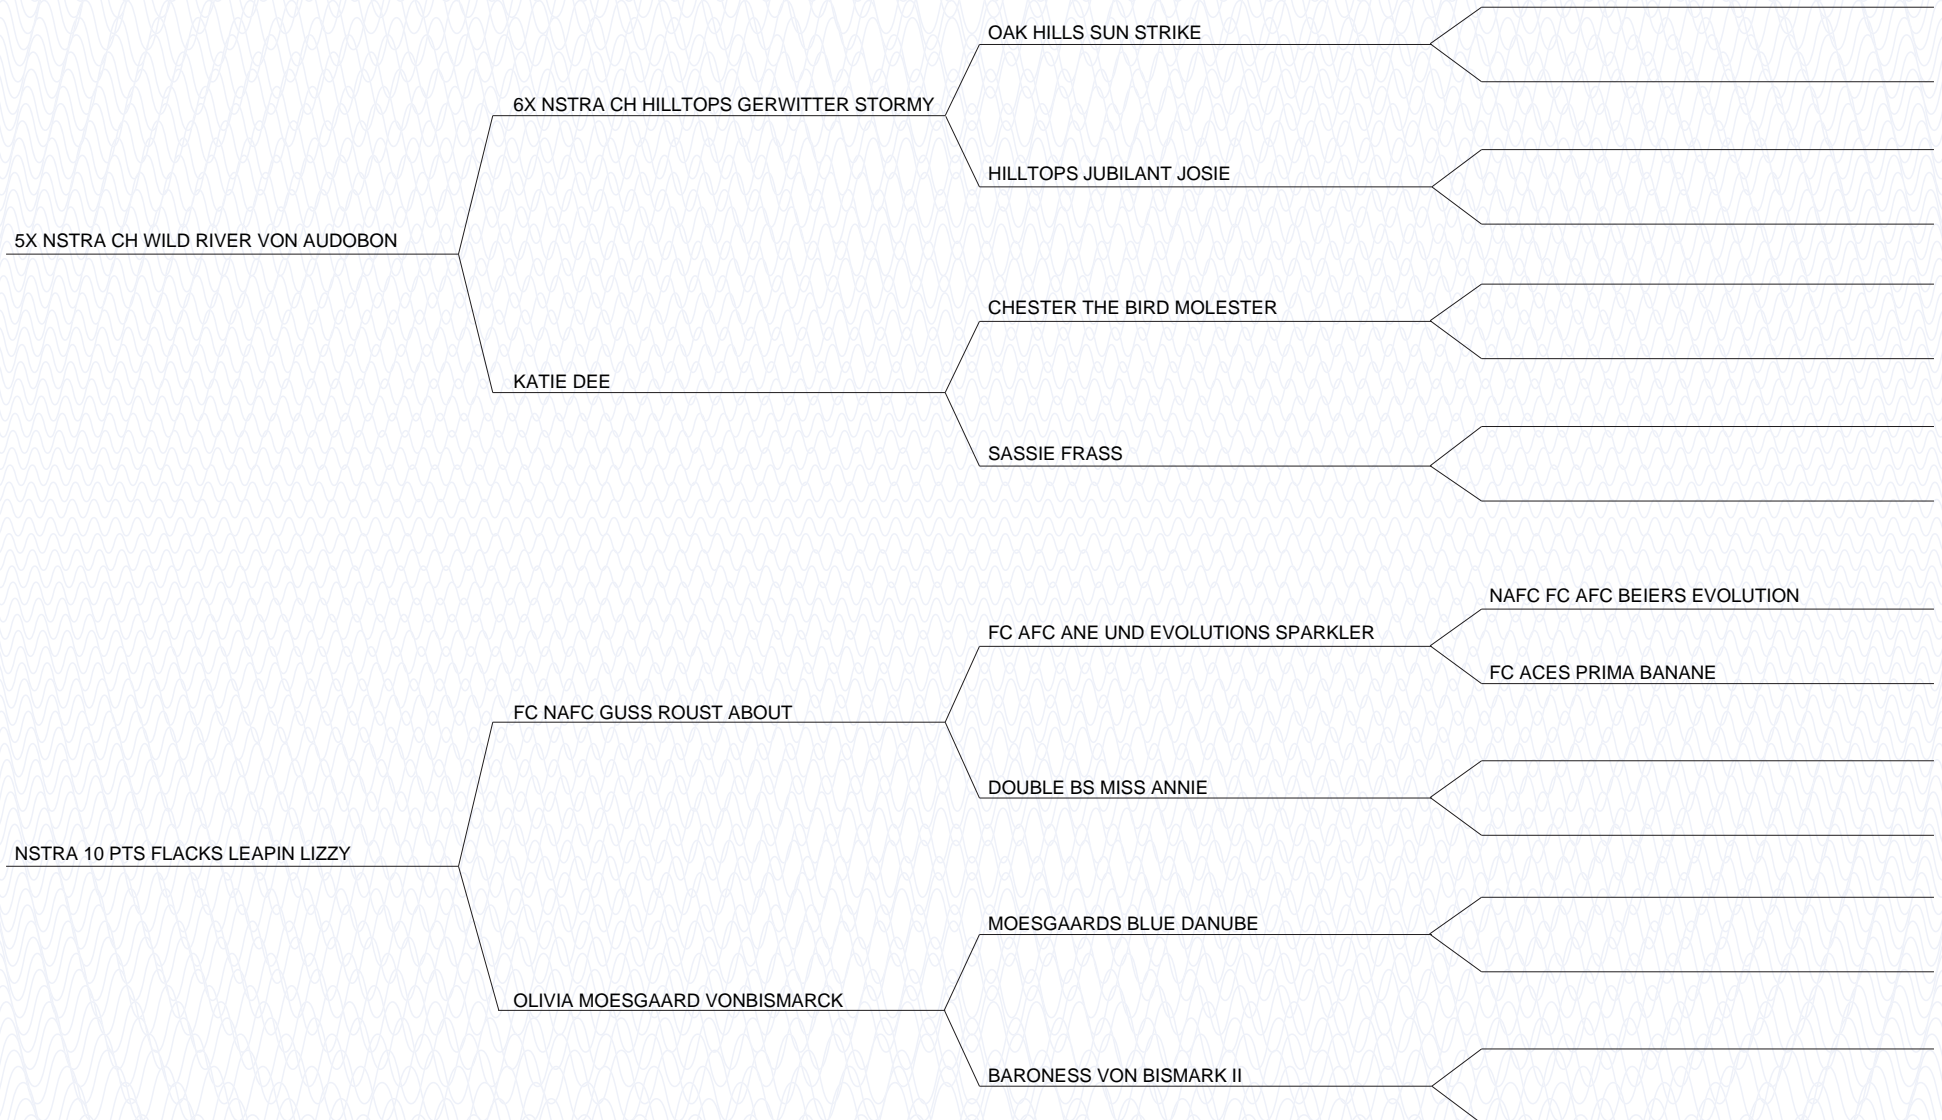 OAK HILLS SUN STRIKE
6X NSTRA CH HILLTOPS GERWITTER STORMY
HILLTOPS JUBILANT JOSIE
5X NSTRA CH WILD RIVER VON AUDOBON
CHESTER THE BIRD MOLESTER
KATIE DEE
SASSIE FRASS
NAFC FC AFC BEIERS EVOLUTION
FC AFC ANE UND EVOLUTIONS SPARKLER
FC ACES PRIMA BANANE
FC NAFC GUSS ROUST ABOUT
DOUBLE BS MISS ANNIE
NSTRA 10 PTS FLACKS LEAPIN LIZZY
MOESGAARDS BLUE DANUBE
OLIVIA MOESGAARD VONBISMARCK
BARONESS VON BISMARK II